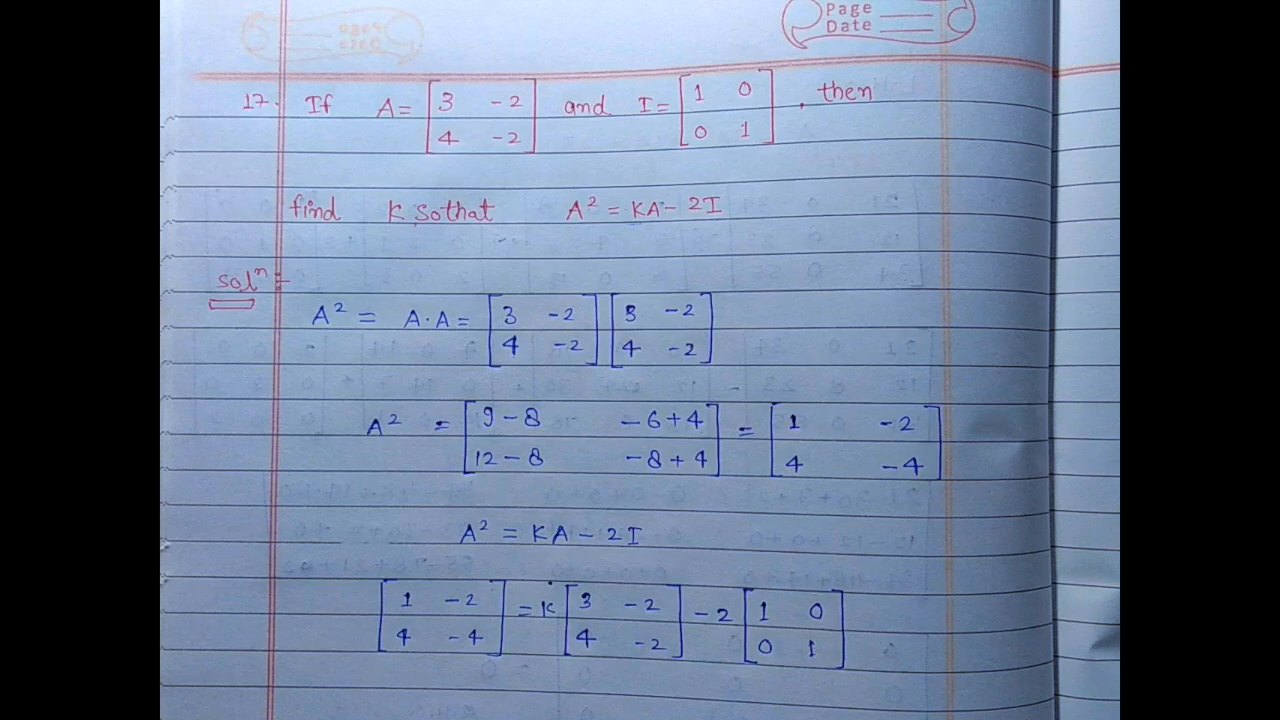 Page
Date
17. If A = [3 -2 and I = [1 0 , then
4 -2] 0 1]
find K so that A² = KA - 2I
Solⁿ
A² = A·A = [3 -2 [3 -2
4 -2] 4 -2]
A² = [9-8 -6+4 = [1 -2
12-8 -8+4] 4 -4]
A² = KA - 2I
[1 -2 = K [3 -2 - 2 [1 0
4 -4] 4 -2] 0 1]